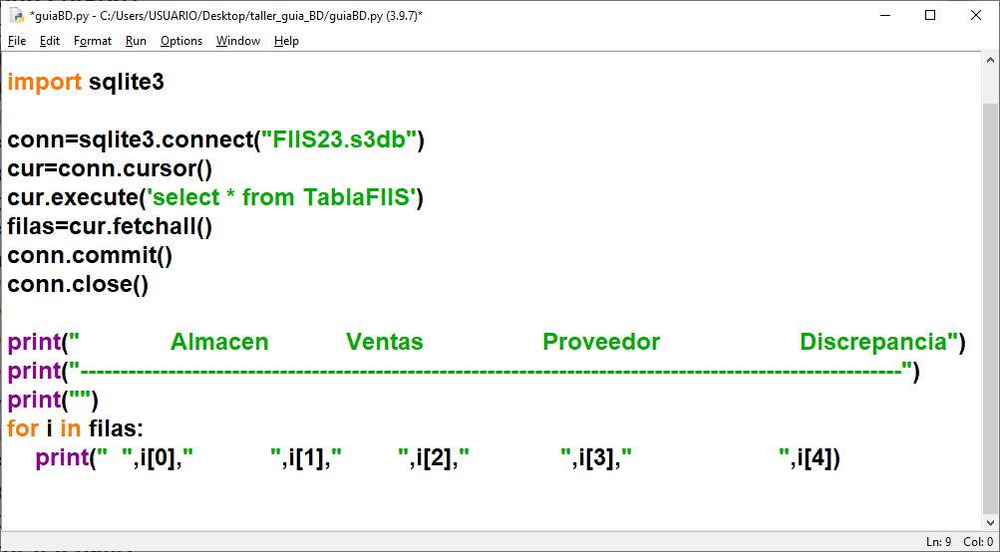 *guiaBD.py - C:/Users/USUARIO/Desktop/taller_guia_BD/guiaBD.py (3.9.7)*
File Edit Format Run Options Window Help
import sqlite3
conn=sqlite3.connect("FIIS23.s3db")
cur=conn.cursor()
cur.execute('select * from TablaFIIS')
filas=cur.fetchall()
conn.commit()
conn.close()
print("             Almacen           Ventas                 Proveedor                    Discrepancia")
print("-------------------------------------------------------------------------------------------------------")
print("")
for i in filas:
    print("  ",i[0],"           ",i[1],"        ",i[2],"             ",i[3],"                     ",i[4])
Ln: 9 Col: 0